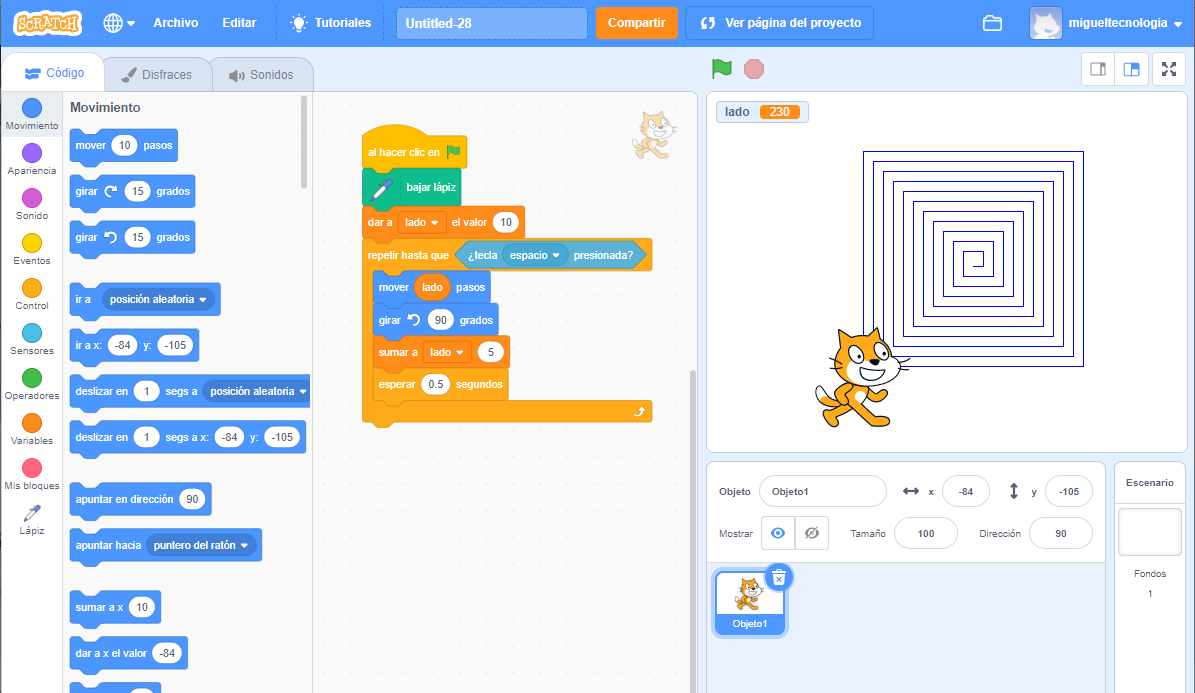 SCRATCH Archivo Editar Tutoriales Untitled-28 Compartir Ver página del proyecto migueltecnologia
Código Disfraces Sonidos
Movimiento
Apariencia
Sonido
Eventos
Control
Sensores
Operadores
Variables
Mis bloques
Lápiz
Movimiento
mover 10 pasos
girar 15 grados
girar 15 grados
ir a posición aleatoria
ir a x: -84 y: -105
deslizar en 1 segs a posición aleatoria
deslizar en 1 segs a x: -84 y: -105
apuntar en dirección 90
apuntar hacia puntero del ratón
sumar a x 10
dar a x el valor -84
al hacer clic en
bajar lápiz
dar a lado el valor 10
repetir hasta que ¿tecla espacio presionada?
mover lado pasos
girar 90 grados
sumar a lado 5
esperar 0.5 segundos
lado 230
Objeto Objeto1 x -84 y -105
Mostrar Tamaño 100 Dirección 90
Objeto1
Escenario
Fondos
1